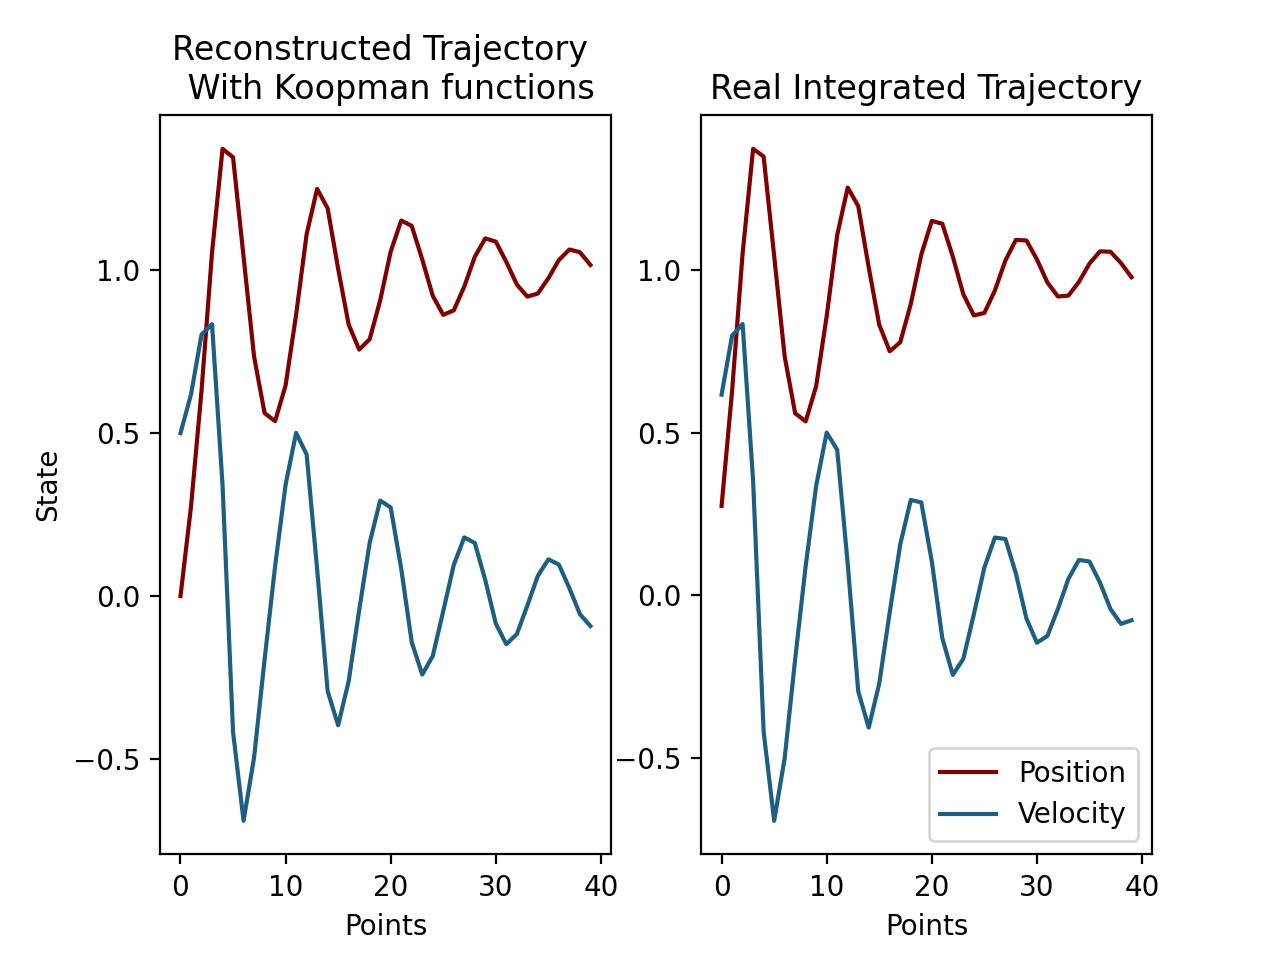 Reconstructed Trajectory
With Koopman functions
Real Integrated Trajectory
State
1.0
0.5
0.0
−0.5
0 10 20 30 40
Points
1.0
0.5
0.0
−0.5
0 10 20 30 40
Points
Position
Velocity